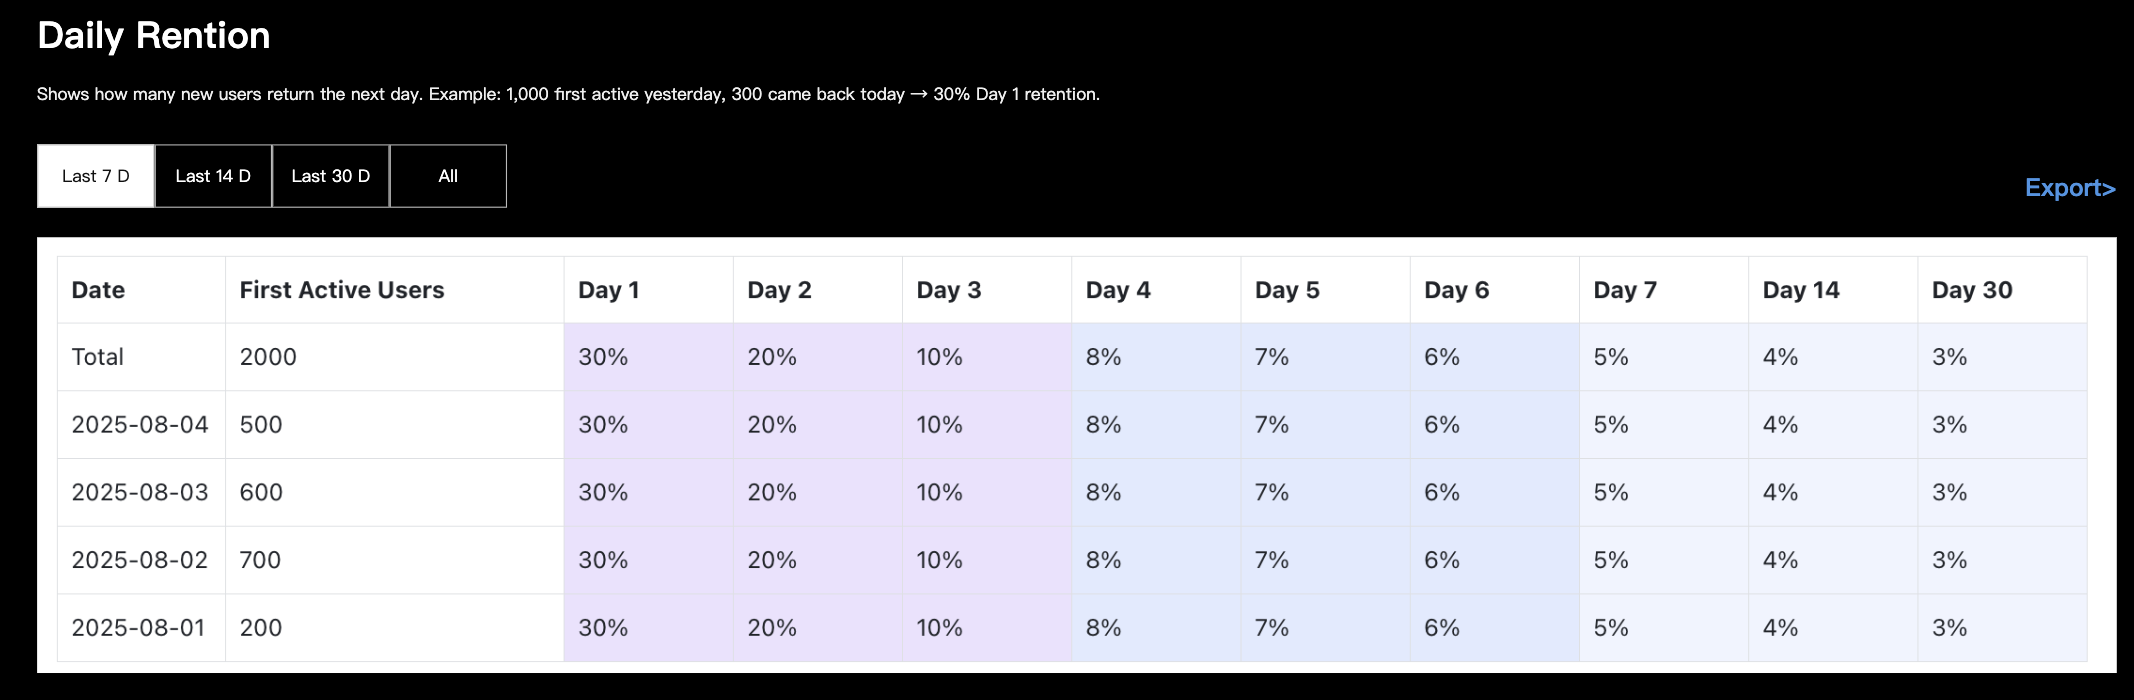 Daily Rention
Shows how many new users return the next day. Example: 1,000 first active yesterday, 300 came back today → 30% Day 1 retention.
Last 7 D Last 14 D Last 30 D All
Export>
Date First Active Users Day 1 Day 2 Day 3 Day 4 Day 5 Day 6 Day 7 Day 14 Day 30
Total 2000 30% 20% 10% 8% 7% 6% 5% 4% 3%
2025-08-04 500 30% 20% 10% 8% 7% 6% 5% 4% 3%
2025-08-03 600 30% 20% 10% 8% 7% 6% 5% 4% 3%
2025-08-02 700 30% 20% 10% 8% 7% 6% 5% 4% 3%
2025-08-01 200 30% 20% 10% 8% 7% 6% 5% 4% 3%